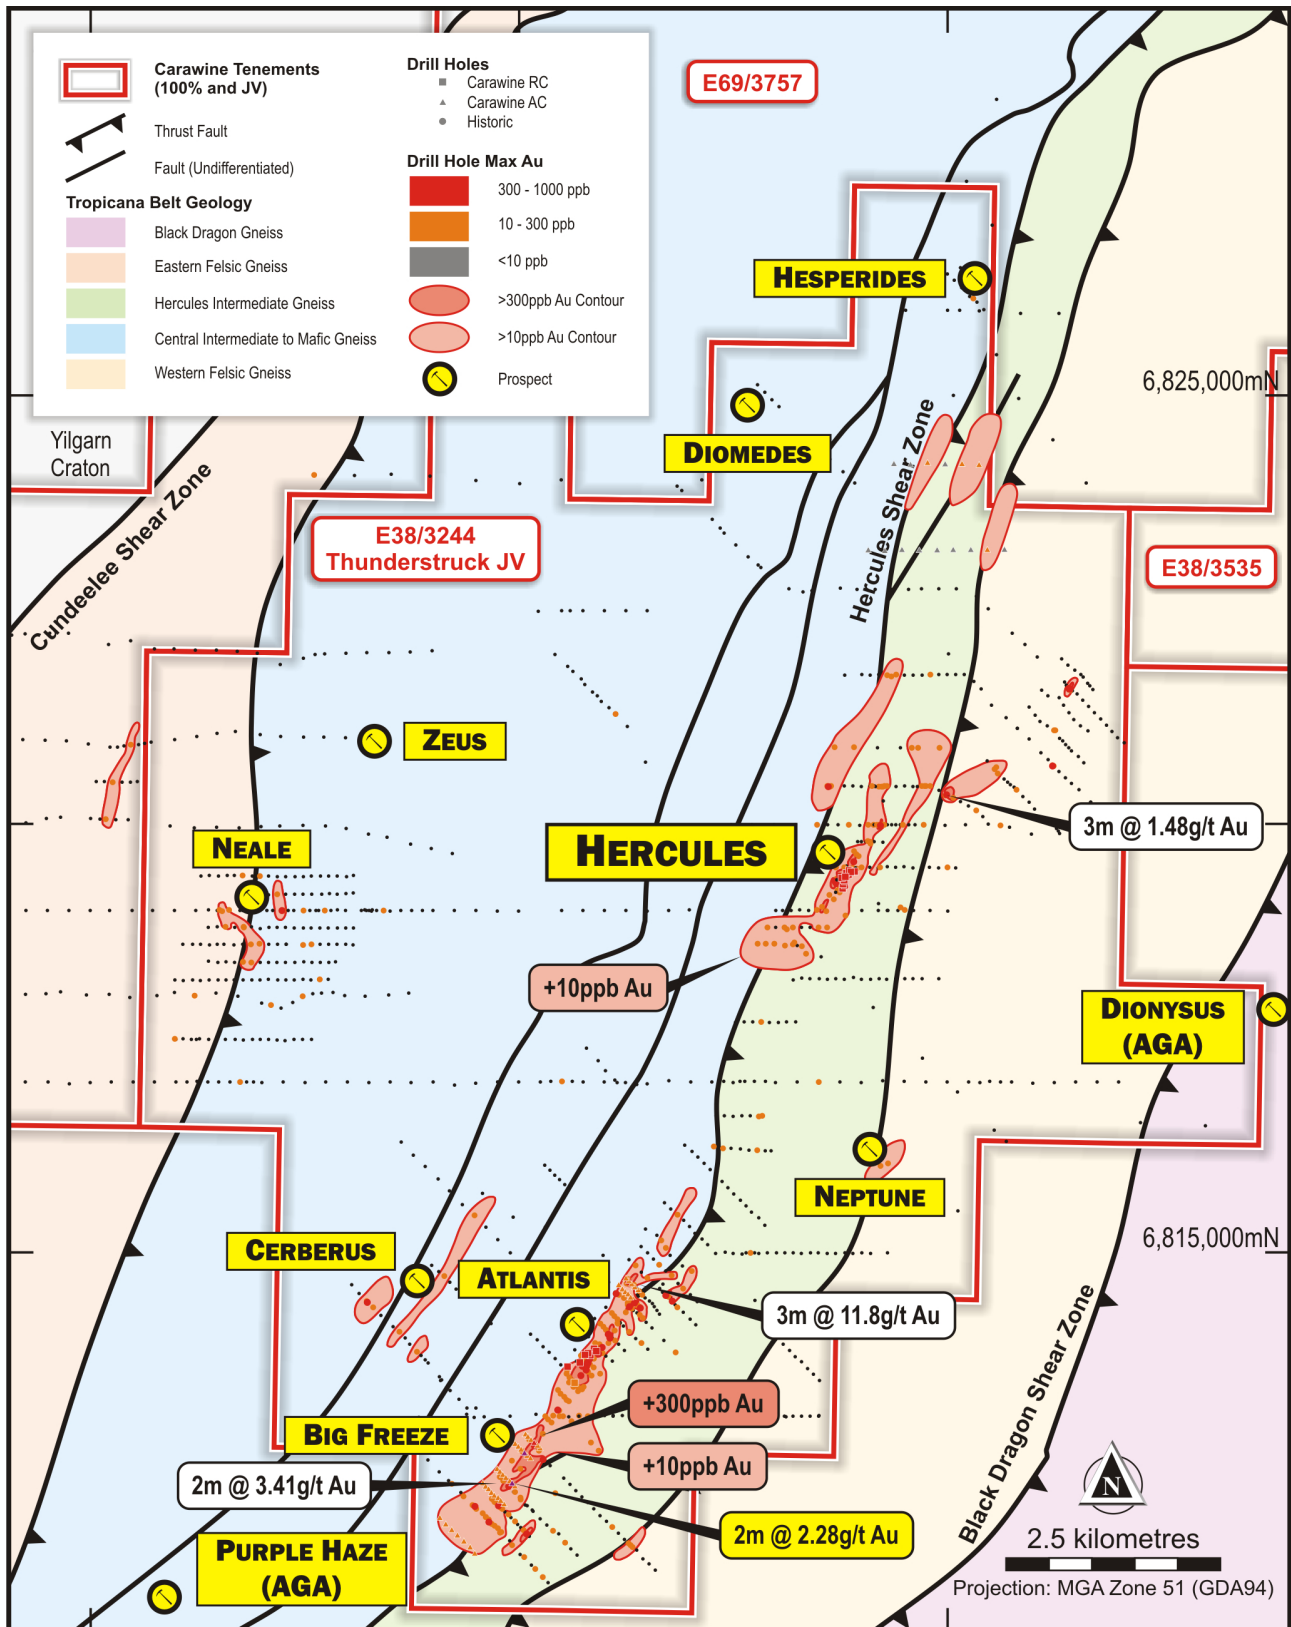 Carawine Tenements
(100% and JV)
Thrust Fault
Fault (Undifferentiated)
Tropicana Belt Geology
Black Dragon Gneiss
Eastern Felsic Gneiss
Hercules Intermediate Gneiss
Central Intermediate to Mafic Gneiss
Western Felsic Gneiss
Drill Holes
Carawine RC
Carawine AC
Historic
Drill Hole Max Au
300 - 1000 ppb
10 - 300 ppb
<10 ppb
>300ppb Au Contour
>10ppb Au Contour
Prospect
E69/3757
HESPERIDES
6,825,000mN
Yilgarn
Craton
DIOMEDES
Cundeelee Shear Zone
Hercules Shear Zone
E38/3244
Thunderstruck JV
E38/3535
ZEUS
NEALE
HERCULES
3m @ 1.48g/t Au
+10ppb Au
DIONYSUS
(AGA)
NEPTUNE
CERBERUS
ATLANTIS
6,815,000mN
3m @ 11.8g/t Au
Black Dragon Shear Zone
+300ppb Au
BIG FREEZE
+10ppb Au
2m @ 3.41g/t Au
2m @ 2.28g/t Au
PURPLE HAZE
(AGA)
N
2.5 kilometres
Projection: MGA Zone 51 (GDA94)